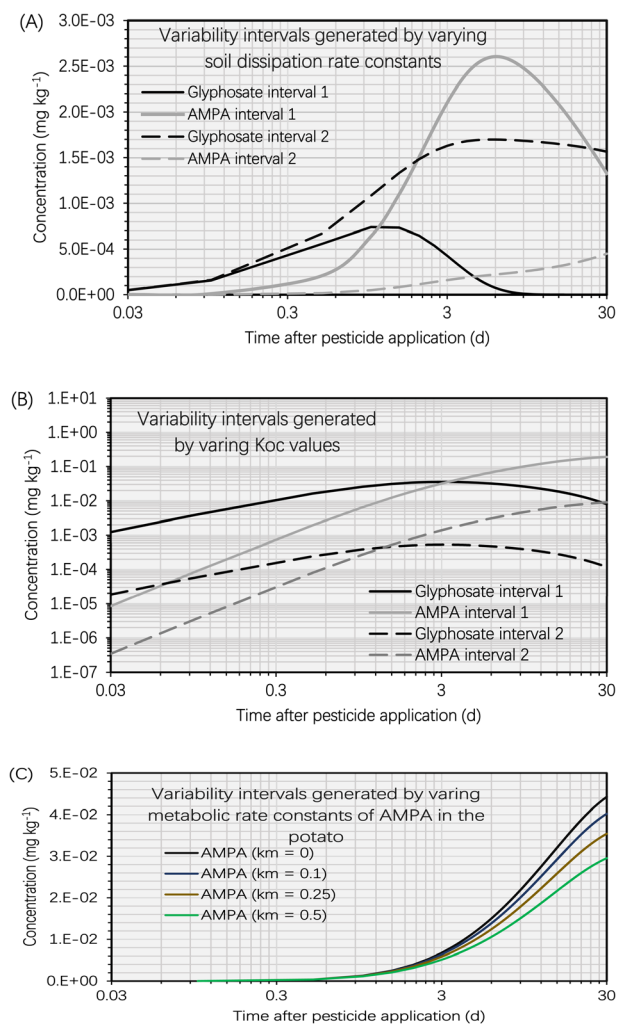 (A)
3.0E-03
2.5E-03
2.0E-03
1.5E-03
1.0E-03
5.0E-04
0.0E+00
Concentration (mg kg⁻¹)
Variability intervals generated by varying
soil dissipation rate constants
Glyphosate interval 1
AMPA interval 1
Glyphosate interval 2
AMPA interval 2
0.03 0.3 3 30
Time after pesticide application (d)
(B)
1.E+01
1.E+00
1.E-01
1.E-02
1.E-03
1.E-04
1.E-05
1.E-06
1.E-07
Concentration (mg kg⁻¹)
Variability intervals generated
by varing Koc values
Glyphosate interval 1
AMPA interval 1
Glyphosate interval 2
AMPA interval 2
0.03 0.3 3 30
Time after pesticide application (d)
(C)
5.E-02
4.E-02
3.E-02
2.E-02
1.E-02
0.E+00
Concentration (mg kg⁻¹)
Variability intervals generated by varing
metabolic rate constants of AMPA in the
potato
AMPA (km = 0)
AMPA (km = 0.1)
AMPA (km = 0.25)
AMPA (km = 0.5)
0.03 0.3 3 30
Time after pesticide application (d)